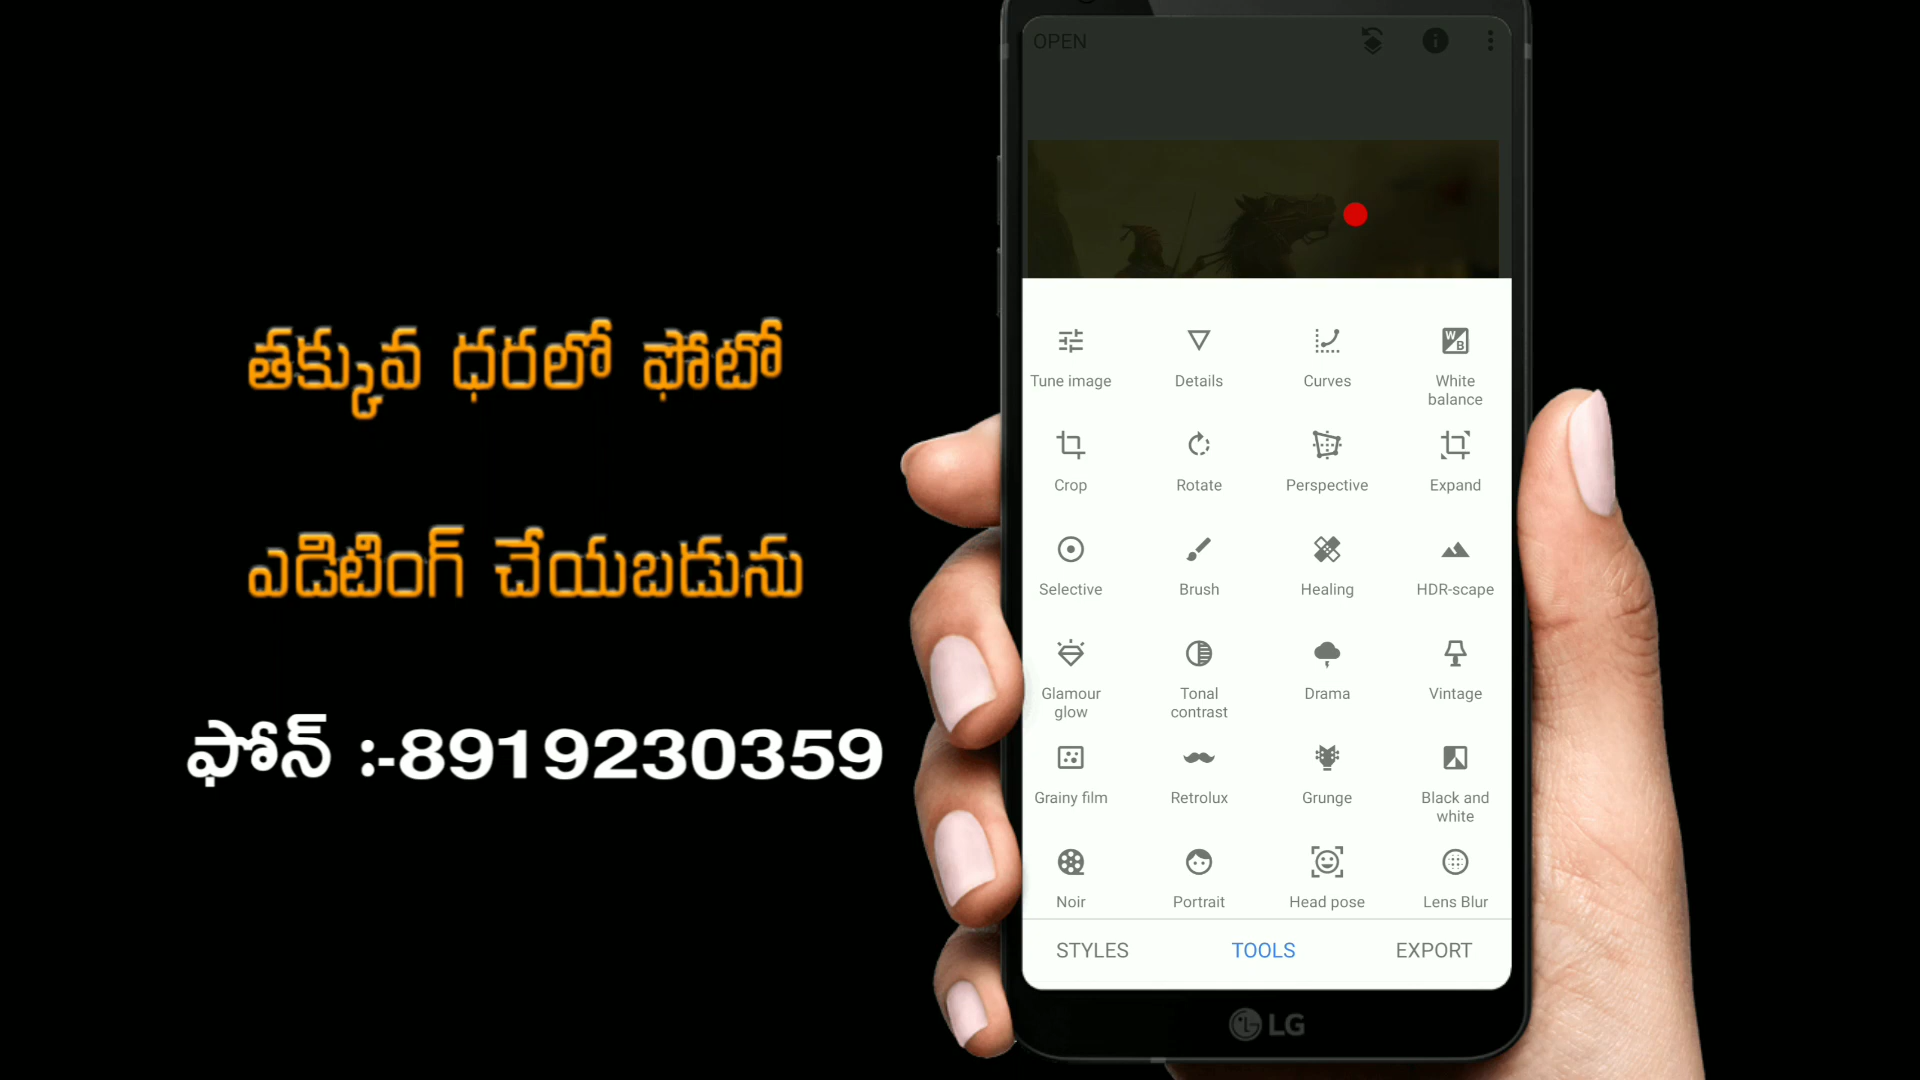 తక్కువ ధరలో ఫోటో
ఎడిటింగ్ చేయబడును
ఫోన్ :-8919230359
OPEN
Tune image
Details
Curves
White balance
Crop
Rotate
Perspective
Expand
Selective
Brush
Healing
HDR-scape
Glamour glow
Tonal contrast
Drama
Vintage
Grainy film
Retrolux
Grunge
Black and white
Noir
Portrait
Head pose
Lens Blur
STYLES
TOOLS
EXPORT
LG